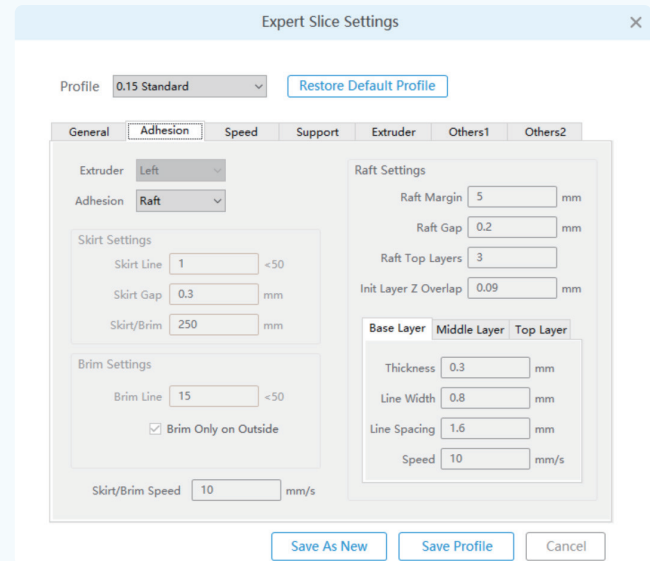 Expert Slice Settings
Profile 0.15 Standard Restore Default Profile
General Adhesion Speed Support Extruder Others1 Others2
Extruder Left
Adhesion Raft
Skirt Settings
Skirt Line 1 <50
Skirt Gap 0.3 mm
Skirt/Brim 250 mm
Brim Settings
Brim Line 15 <50
Brim Only on Outside
Skirt/Brim Speed 10 mm/s
Raft Settings
Raft Margin 5 mm
Raft Gap 0.2 mm
Raft Top Layers 3
Init Layer Z Overlap 0.09 mm
Base Layer Middle Layer Top Layer
Thickness 0.3 mm
Line Width 0.8 mm
Line Spacing 1.6 mm
Speed 10 mm/s
Save As New Save Profile Cancel